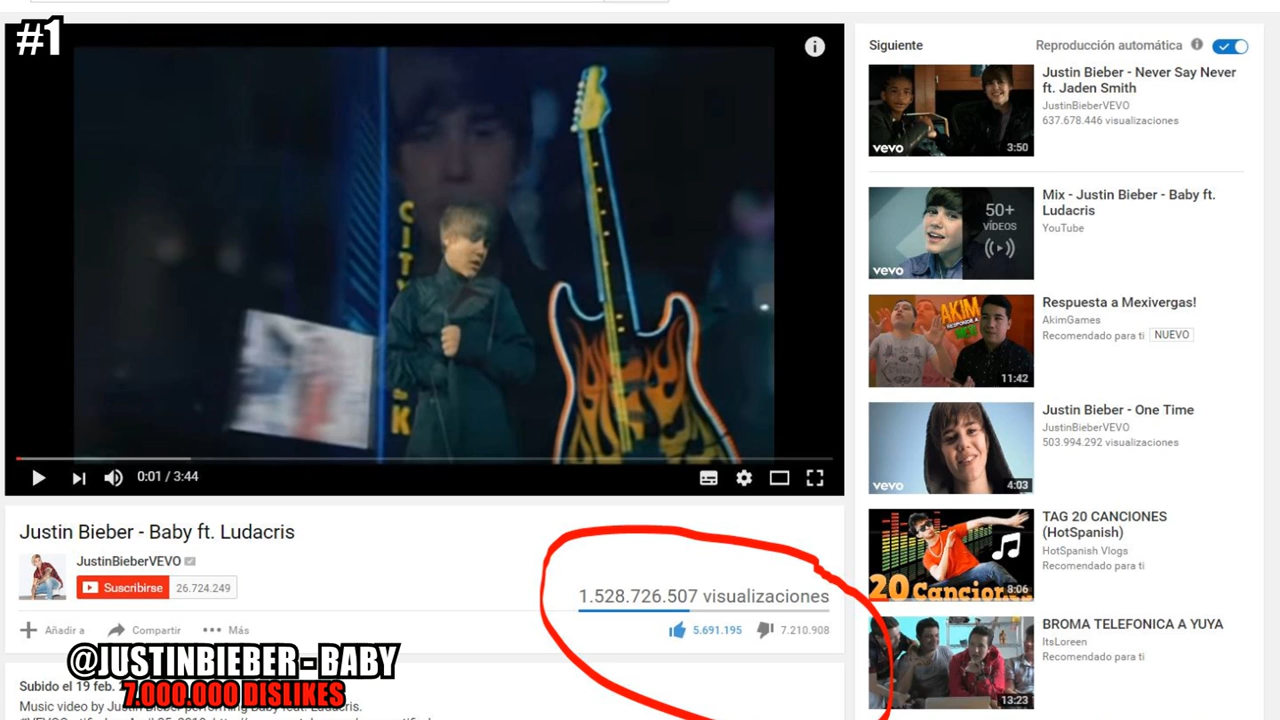 #1
CITY
Justin Bieber - Baby ft. Ludacris
JustinBieberVEVO
Suscribirse 26.724.249
1.528.726.507 visualizaciones
Añadir a Compartir Más
5.691.195 7.210.908
@JUSTINBIEBER - BABY
7.000.000 DISLIKES
Subido el 19 feb.
Music video by Justin Bieber performing Baby feat. Ludacris.
0:01 / 3:44
Siguiente
Reproducción automática
Justin Bieber - Never Say Never
ft. Jaden Smith
JustinBieberVEVO
637.678.446 visualizaciones
vevo
3:50
Mix - Justin Bieber - Baby ft.
Ludacris
YouTube
50+
VÍDEOS
vevo
Respuesta a Mexivergas!
AkimGames
Recomendado para ti NUEVO
AKIM
11:42
Justin Bieber - One Time
JustinBieberVEVO
503.994.292 visualizaciones
vevo
4:03
TAG 20 CANCIONES
(HotSpanish)
HotSpanish Vlogs
Recomendado para ti
8:06
BROMA TELEFONICA A YUYA
ItsLoreen
Recomendado para ti
13:23